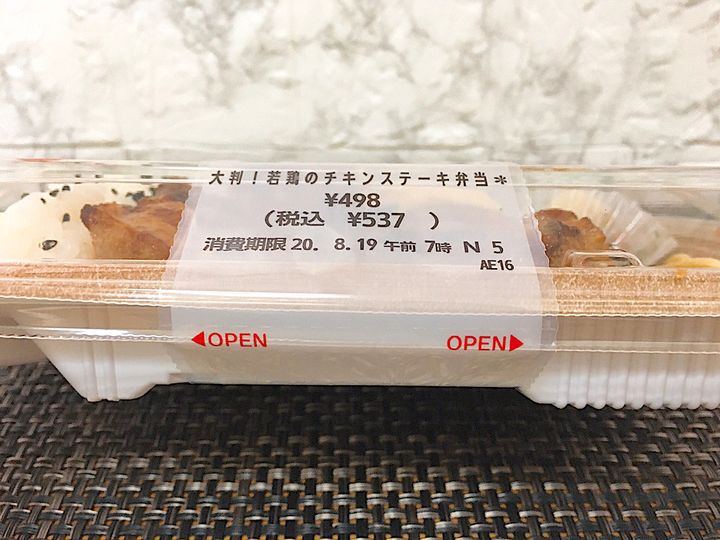 大判！若鶏のチキンステーキ弁当＊
¥498
(税込 ¥537 )
消費期限 20. 8.19 午前 7時 N 5
AE16
◀OPEN OPEN▶